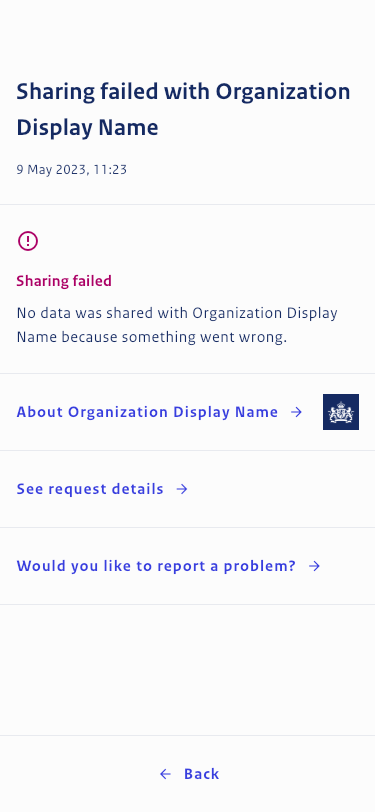 Sharing failed with Organization
Display Name
9 May 2023, 11:23
Sharing failed
No data was shared with Organization Display
Name because something went wrong.
About Organization Display Name
See request details
Would you like to report a problem?
Back